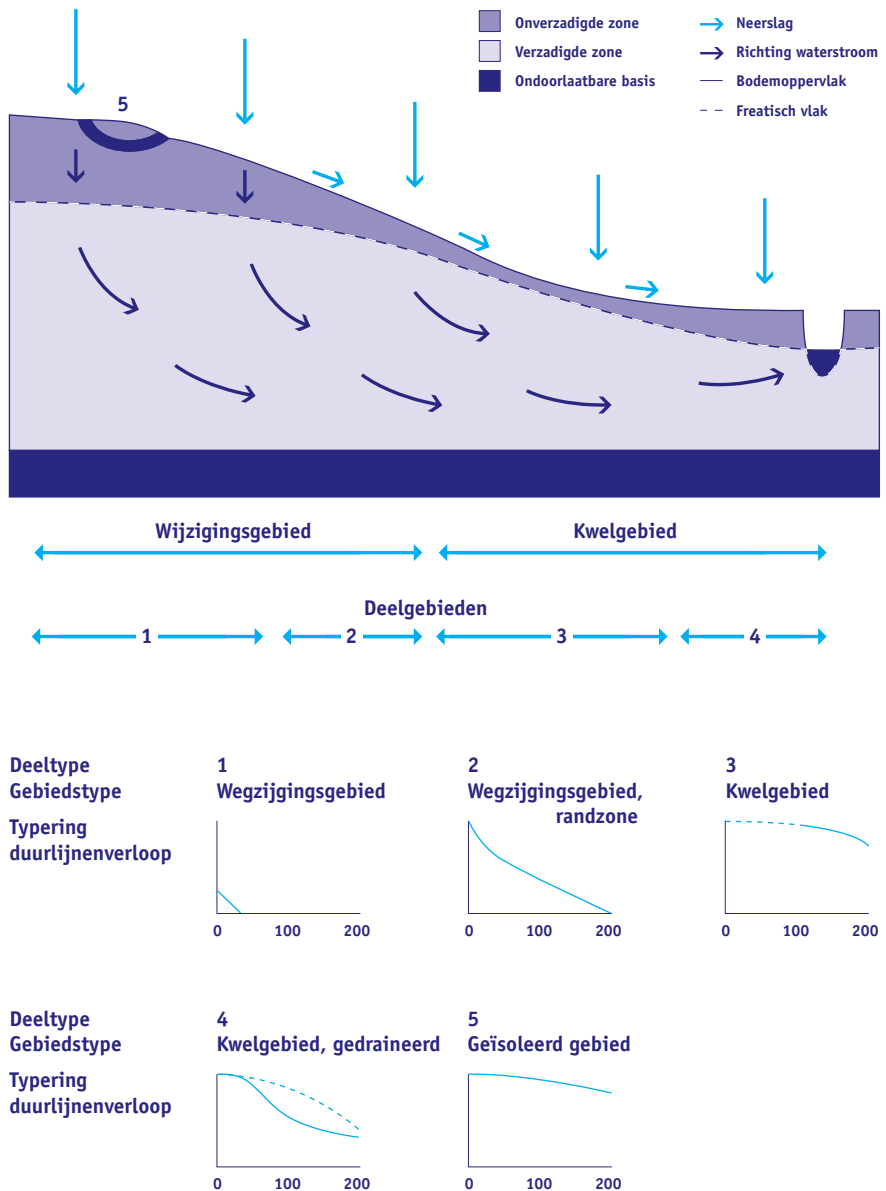 Onverzadigde zone
Verzadigde zone
Ondoorlaatbare basis
Neerslag
Richting waterstroom
Bodemoppervlak
Freatisch vlak
5
Wijzigingsgebied
Kwelgebied
Deelgebieden
1
2
3
4
Deeltype
Gebiedstype
Typering
duurlijnenverloop
1
Wegzijgingsgebied
0 100 200
2
Wegzijgingsgebied,
randzone
0 100 200
3
Kwelgebied
0 100 200
Deeltype
Gebiedstype
Typering
duurlijnenverloop
4
Kwelgebied, gedraineerd
0 100 200
5
Geïsoleerd gebied
0 100 200